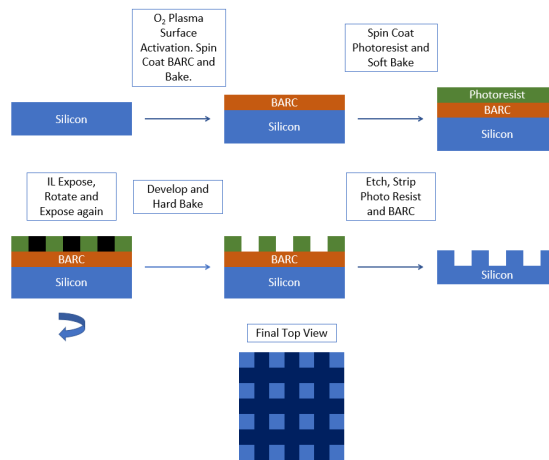 O₂ Plasma
Surface
Activation. Spin
Coat BARC and
Bake.
Spin Coat
Photoresist and
Soft Bake
Silicon
BARC
Silicon
Photoresist
BARC
Silicon
IL Expose,
Rotate and
Expose again
Develop and
Hard Bake
Etch, Strip
Photo Resist
and BARC
BARC
Silicon
BARC
Silicon
Silicon
Final Top View